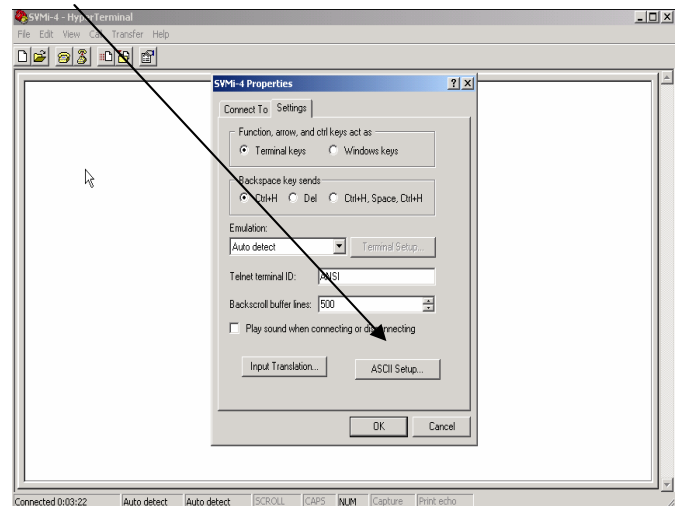 SVMi-4 - HyperTerminal
File Edit View Call Transfer Help
SVMi-4 Properties
Connect To Settings
Function, arrow, and ctrl keys act as
Terminal keys Windows keys
Backspace key sends
Ctrl+H Del Ctrl+H, Space, Ctrl+H
Emulation:
Auto detect Terminal Setup...
Telnet terminal ID: ANSI
Backscroll buffer lines: 500
Play sound when connecting or disconnecting
Input Translation... ASCII Setup...
OK Cancel
Connected 0:03:22 Auto detect Auto detect SCROLL CAPS NUM Capture Print echo